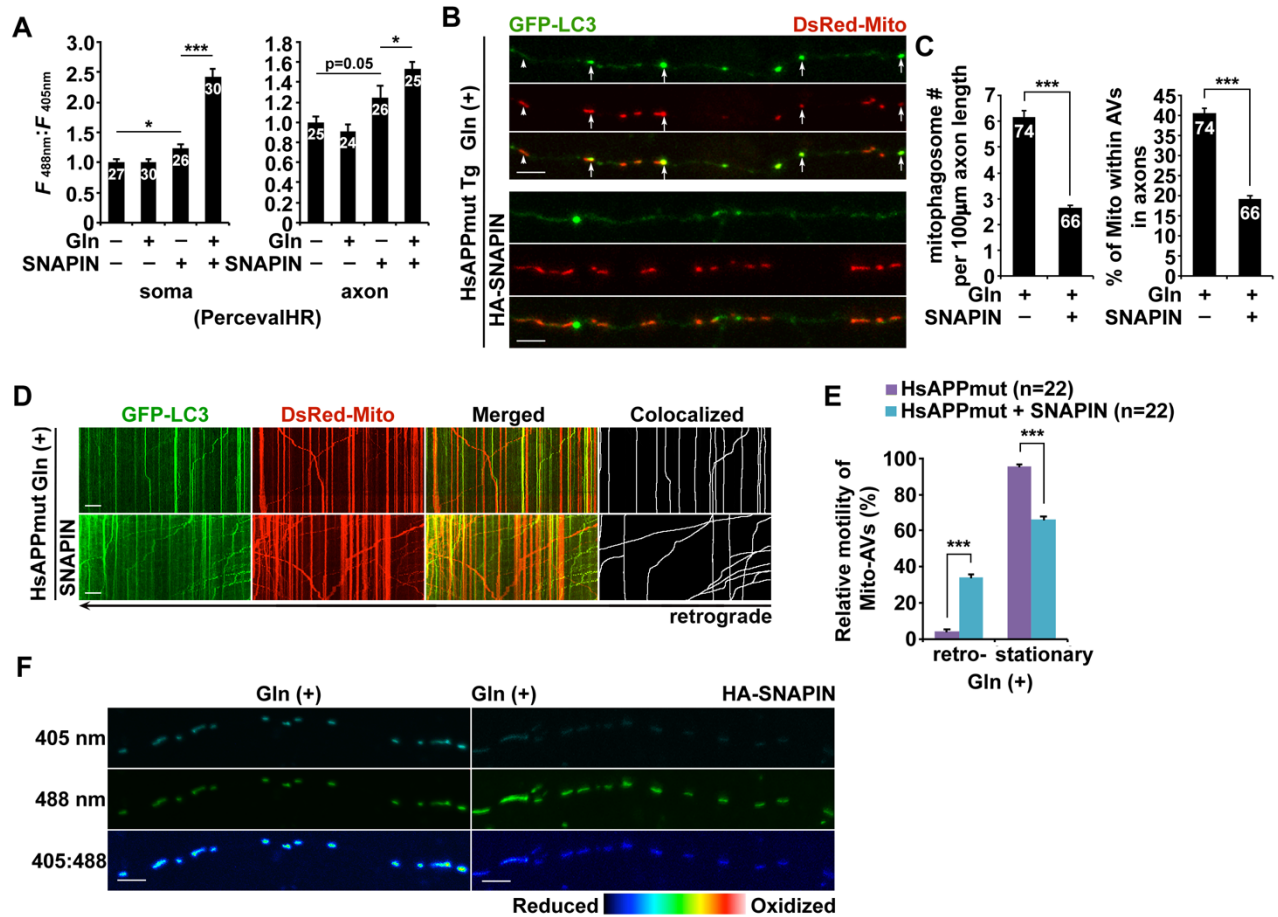 A
F 488nm:F 405nm
3.0
2.5
2.0
1.5
1.0
0.5
0.0
***
*
27
30
26
30
Gln – + – +
SNAPIN – – + +
soma
1.8
1.6
1.4
1.2
1.0
0.8
0.6
0.4
0.2
0.0
*
p=0.05
25
24
26
25
Gln – + – +
SNAPIN – – + +
axon
(PercevalHR)
B
GFP-LC3 DsRed-Mito
HsAPPmut Tg
Gln (+)
HA-SNAPIN
C
mitophagosome #
per 100μm axon length
7
6
5
4
3
2
1
0
***
74
66
Gln + +
SNAPIN – +
% of Mito within AVs
in axons
45
40
35
30
25
20
15
10
5
0
***
74
66
Gln + +
SNAPIN – +
D
GFP-LC3 DsRed-Mito Merged Colocalized
HsAPPmut Gln (+)
SNAPIN
retrograde
E
HsAPPmut (n=22)
HsAPPmut + SNAPIN (n=22)
Relative motility of
Mito-AVs (%)
100
80
60
40
20
0
***
***
retro- stationary
Gln (+)
F
Gln (+) Gln (+) HA-SNAPIN
405 nm
488 nm
405:488
Reduced Oxidized